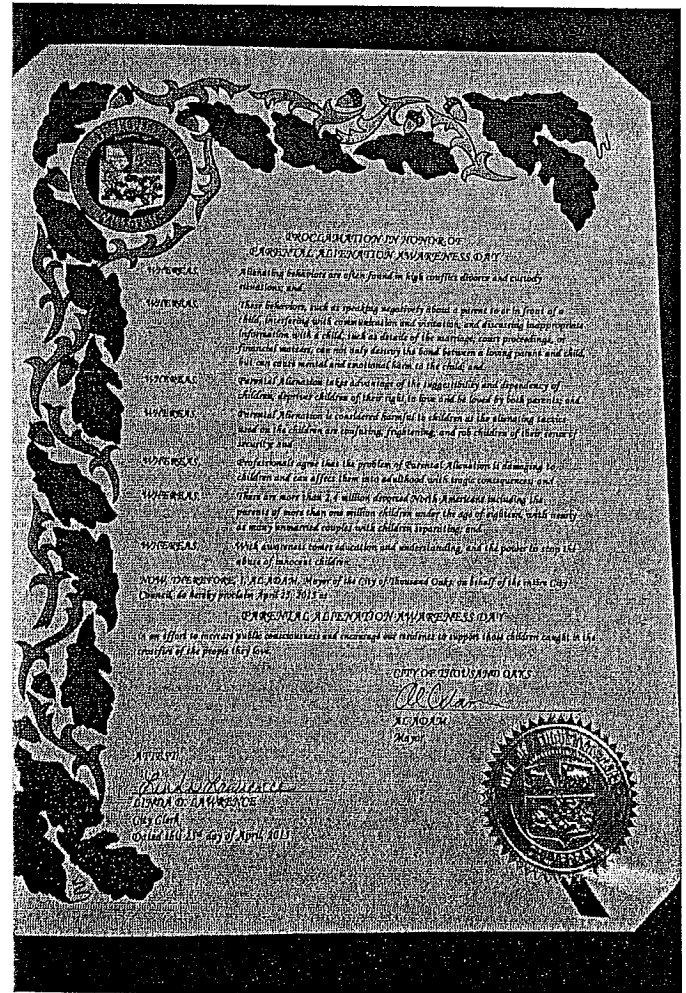 PROCLAMATION IN HONOR OF
PARENTAL ALIENATION AWARENESS DAY
WHEREAS, Alienating behaviors are often found in high conflict divorce and custody
situations; and
WHEREAS, These behaviors, such as speaking negatively about a parent to or in front of a
child, interfering with communication and visitation, and discussing inappropriate
information with a child, such as details of the marriage, court proceedings, or
financial matters, can not only destroy the bond between a loving parent and child,
but can cause mental and emotional harm to the child; and
WHEREAS, Parental Alienation takes advantage of the suggestibility and dependency of
children, deprives children of their right to love and be loved by both parents; and
WHEREAS, Parental Alienation is considered harmful to children as the alienating tactics
used on the children are confusing, frightening, and rob children of their sense of
security; and
WHEREAS, Professionals agree that the problem of Parental Alienation is damaging to
children and can affect them into adulthood with tragic consequences; and
WHEREAS, There are more than 2.4 million divorced North Americans including the
parents of more than one million children under the age of eighteen, with nearly
as many unmarried couples with children separating; and
WHEREAS, With awareness comes education and understanding, and the power to stop the
abuse of innocent children.
NOW, THEREFORE, I, AL ADAM, Mayor of the City of Thousand Oaks, on behalf of the entire City
Council, do hereby proclaim April 25, 2015 as
PARENTAL ALIENATION AWARENESS DAY
in an effort to increase public consciousness and encourage our residents to support those children caught in the
crossfire of the people they love.
CITY OF THOUSAND OAKS
Al Adam
AL ADAM
Mayor
ATTEST:
Linda Lawrence
LINDA D. LAWRENCE
City Clerk
Dated this day of April 2015